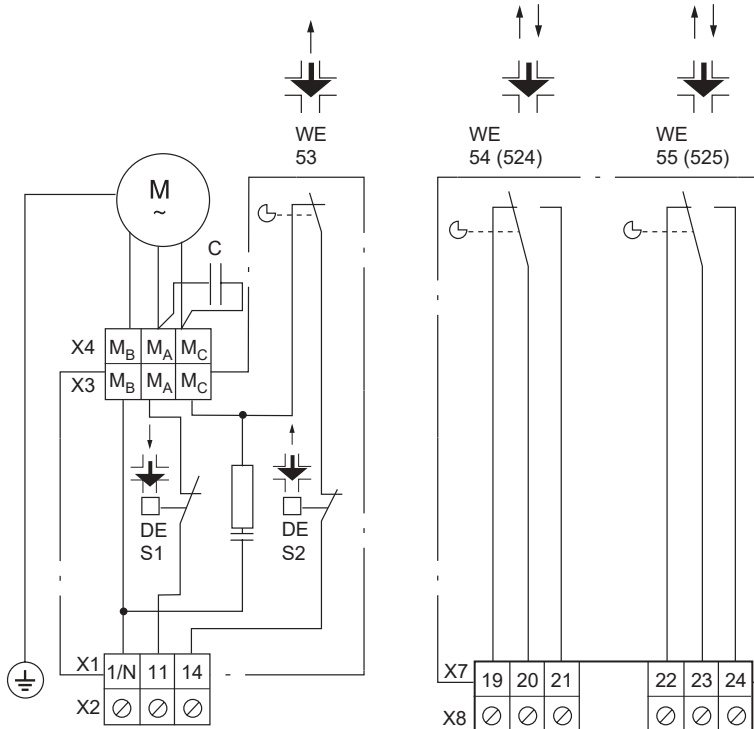 WE
53
WE
54 (524)
WE
55 (525)
M
~
C
X4 M_B M_A M_C
X3 M_B M_A M_C
DE
S1
DE
S2
X1 1/N 11 14
X2
X7 19 20 21 22 23 24
X8